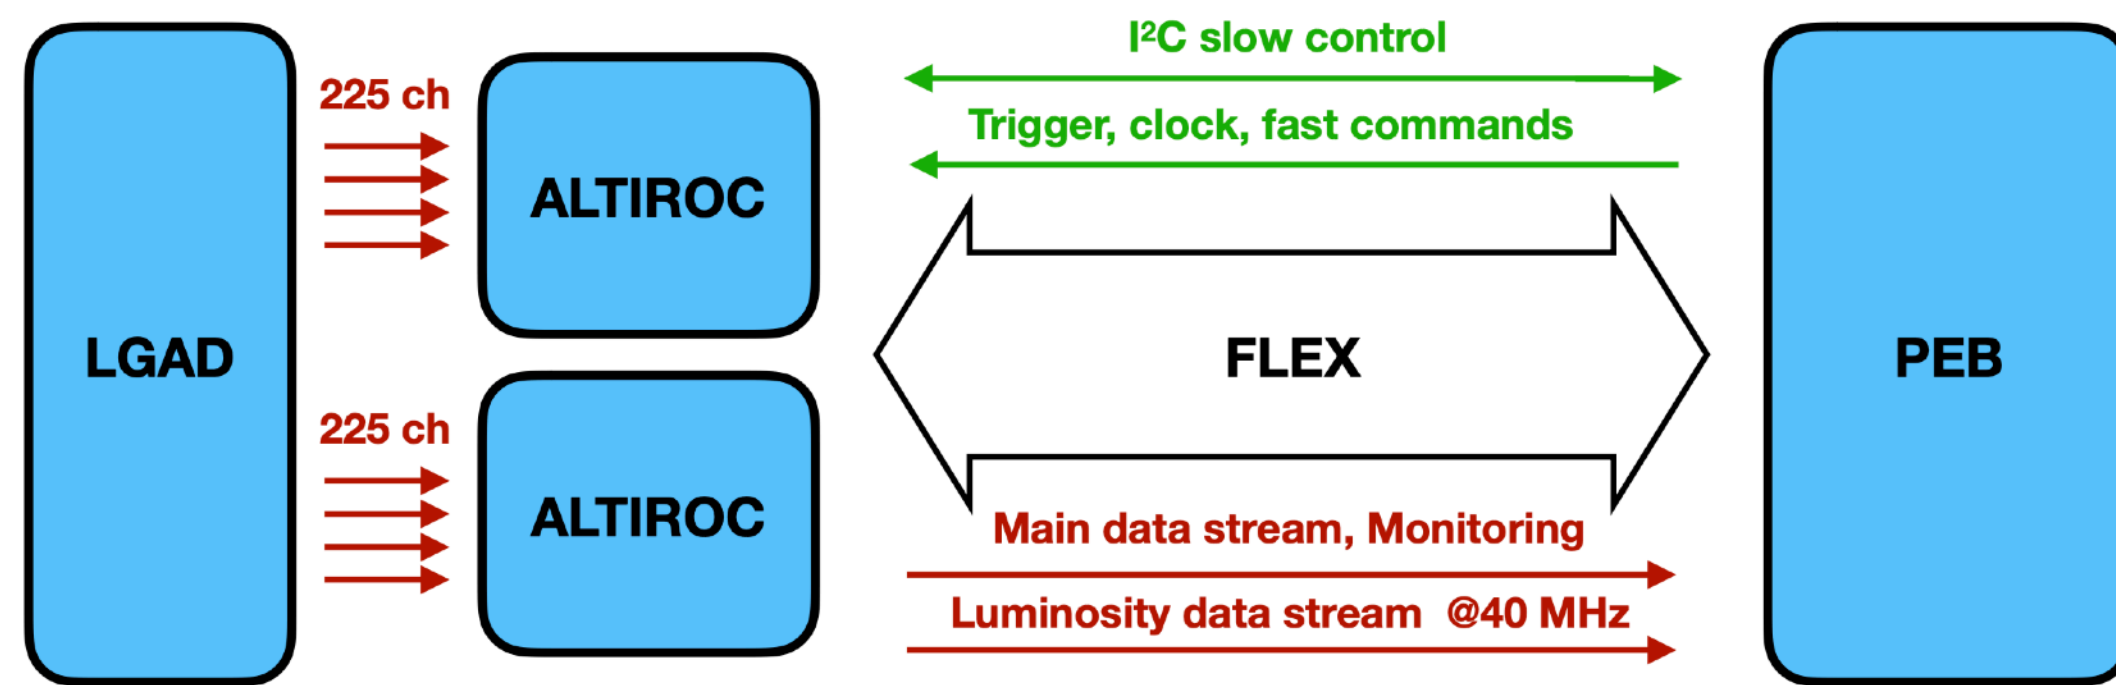 I²C slow control
225 ch
Trigger, clock, fast commands
ALTIROC
LGAD
FLEX
PEB
225 ch
ALTIROC
Main data stream, Monitoring
Luminosity data stream @40 MHz